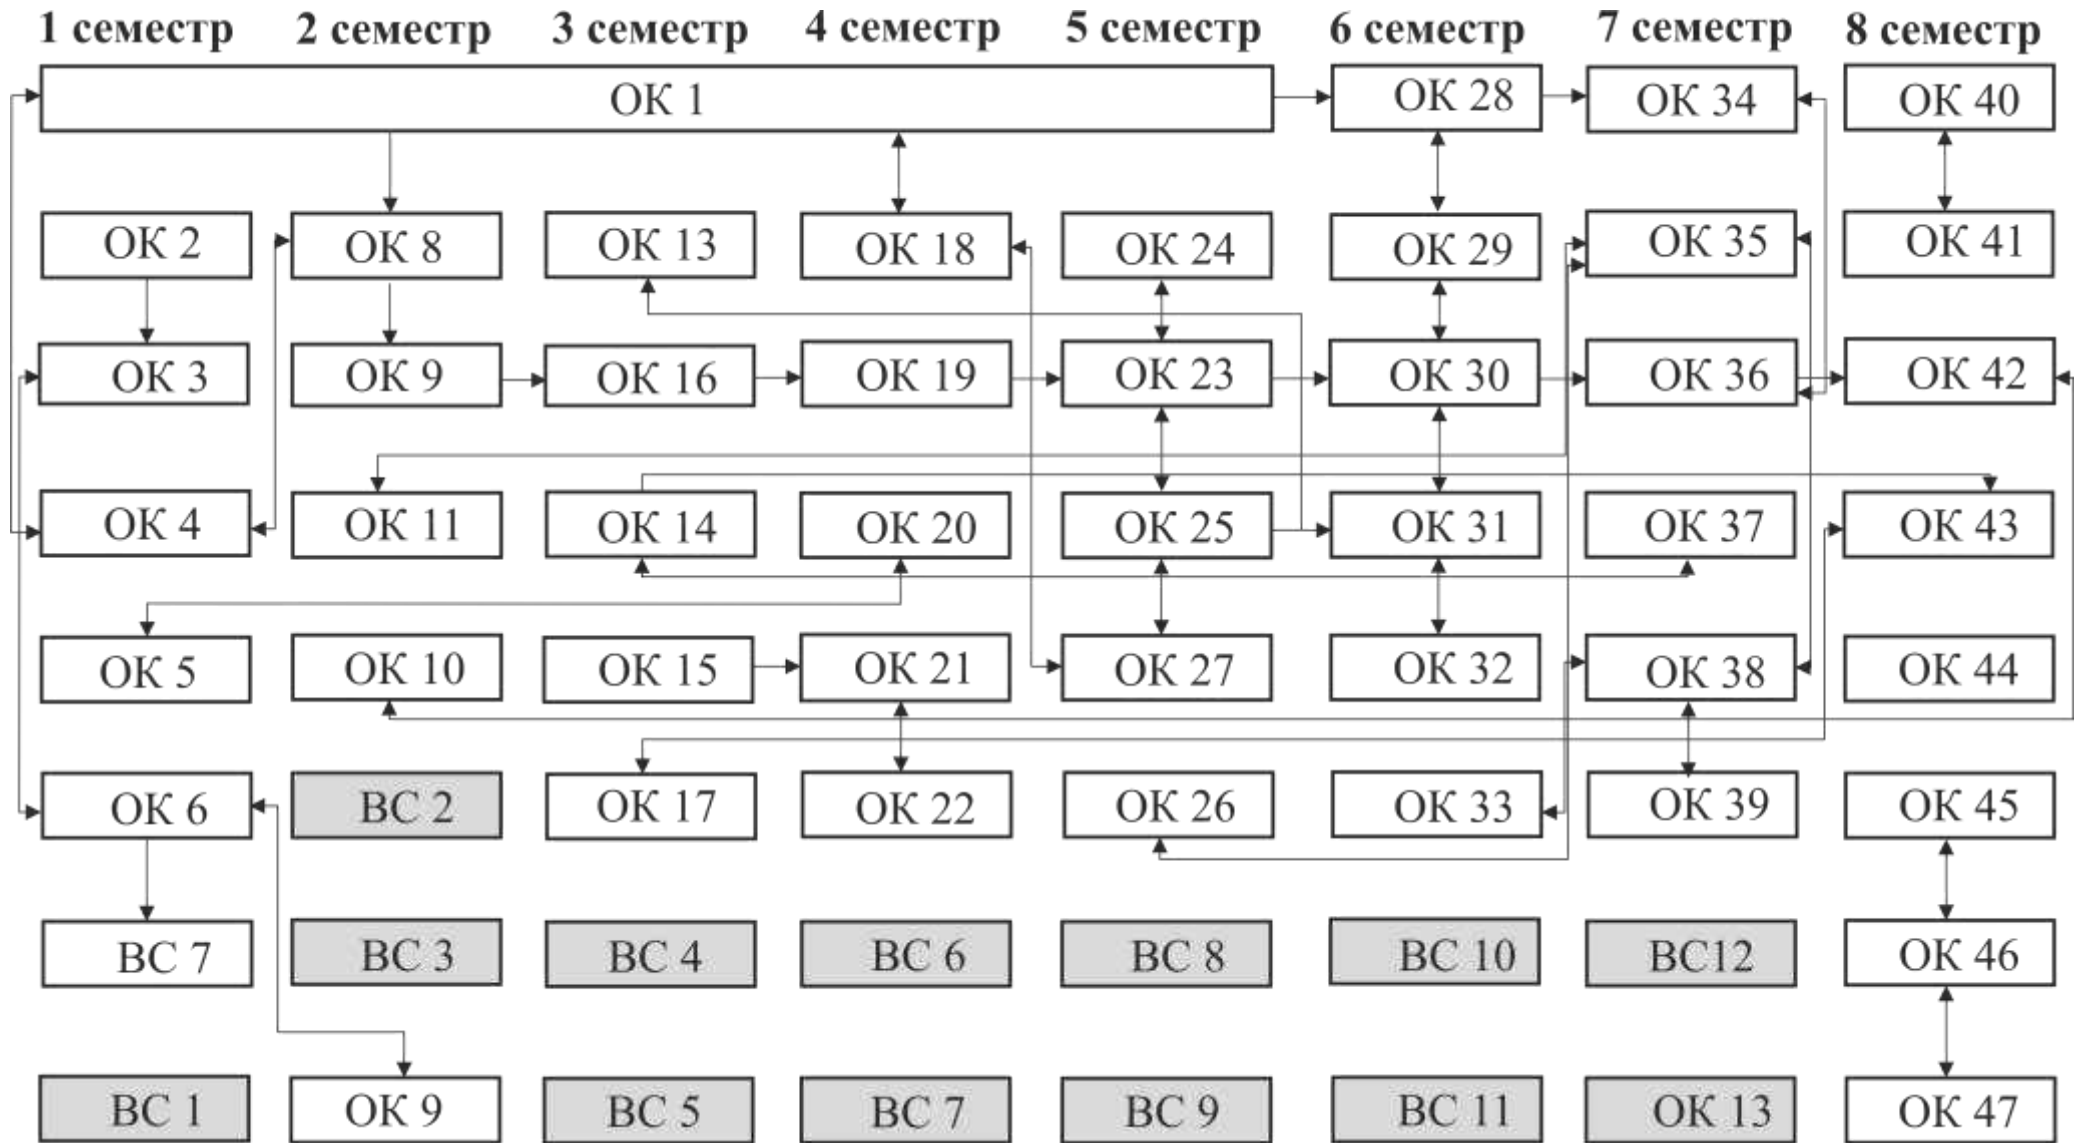 1 семестр 2 семестр 3 семестр 4 семестр 5 семестр 6 семестр 7 семестр 8 семестр
ОК 1 ОК 28 ОК 34 ОК 40
ОК 2 ОК 8 ОК 13 ОК 18 ОК 24 ОК 29 ОК 35 ОК 41
ОК 3 ОК 9 ОК 16 ОК 19 ОК 23 ОК 30 ОК 36 ОК 42
ОК 4 ОК 11 ОК 14 ОК 20 ОК 25 ОК 31 ОК 37 ОК 43
ОК 5 ОК 10 ОК 15 ОК 21 ОК 27 ОК 32 ОК 38 ОК 44
ОК 6 ВС 2 ОК 17 ОК 22 ОК 26 ОК 33 ОК 39 ОК 45
ВС 7 ВС 3 ВС 4 ВС 6 ВС 8 ВС 10 ВС12 ОК 46
ВС 1 ОК 9 ВС 5 ВС 7 ВС 9 ВС 11 ОК 13 ОК 47